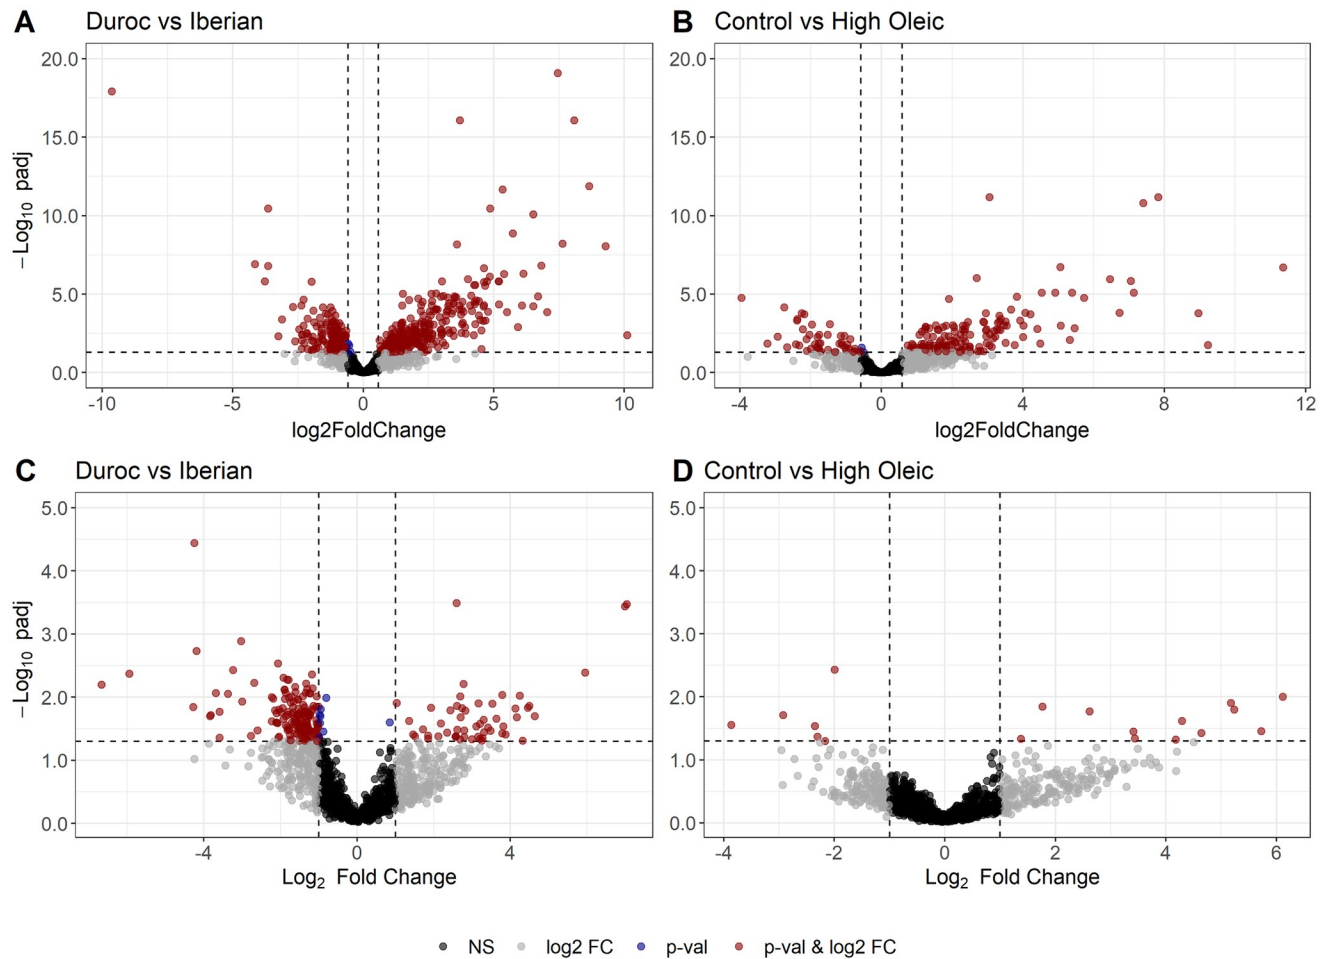 A Duroc vs Iberian
20.0
15.0
10.0
5.0
0.0
− Log10 padj
-10 -5 0 5 10
log2FoldChange
B Control vs High Oleic
20.0
15.0
10.0
5.0
0.0
-4 0 4 8 12
log2FoldChange
C Duroc vs Iberian
5.0
4.0
3.0
2.0
1.0
0.0
− Log10 padj
-4 0 4
Log2 Fold Change
D Control vs High Oleic
5.0
4.0
3.0
2.0
1.0
0.0
-4 -2 0 2 4 6
Log2 Fold Change
NS log2 FC p-val p-val & log2 FC